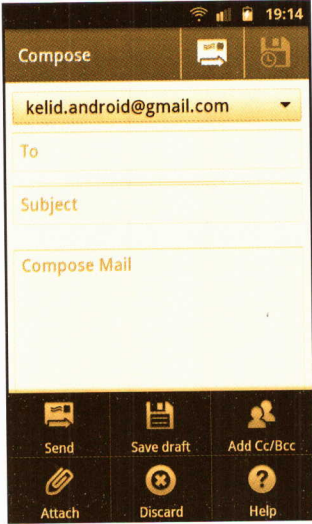 19:14
Compose
kelid.android@gmail.com
To
Subject
Compose Mail
Send Save draft Add Cc/Bcc
Attach Discard Help